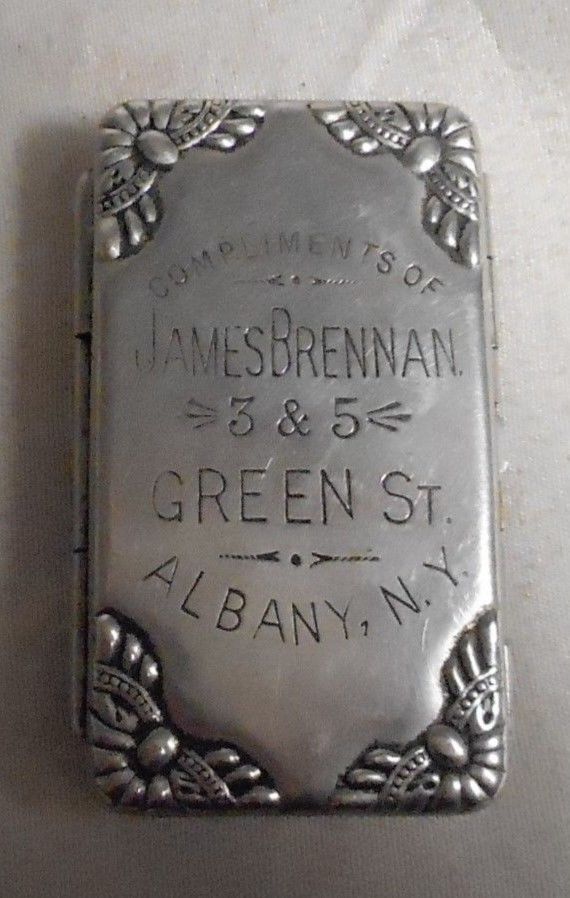 COMPLIMENTS OF
JAMES BRENNAN.
3 & 5
GREEN ST.
ALBANY, N.Y.